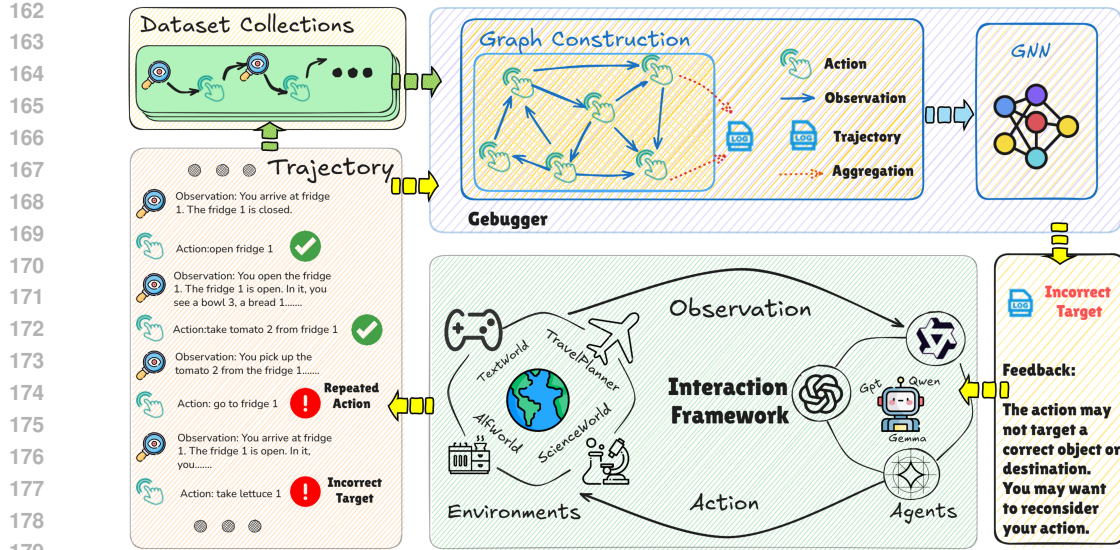 162
163
164
165
166
167
168
169
170
171
172
173
174
175
176
177
178
179
Dataset Collections
Trajectory
Observation: You arrive at fridge
1. The fridge 1 is closed.
Action:open fridge 1
Observation: You open the fridge
1. The fridge 1 is open. In it, you
see a bowl 3, a bread 1.......
Action:take tomato 2 from fridge 1
Observation: You pick up the
tomato 2 from the fridge 1.......
Action: go to fridge 1
Repeated
Action
Observation: You arrive at fridge
1. The fridge 1 is open. In it,
you.......
Action: take lettuce 1
Incorrect
Target
Graph Construction
LOG
Action
Observation
LOG
Trajectory
Aggregation
Gebugger
GNN
LOG
Incorrect
Target
Feedback:
The action may
not target a
correct object or
destination.
You may want
to reconsider
your action.
Observation
TextWorld
TravelPlanner
AlfWorld
ScienceWorld
Environments
Interaction
Framework
Gpt
Qwen
Gemma
Action
Agents